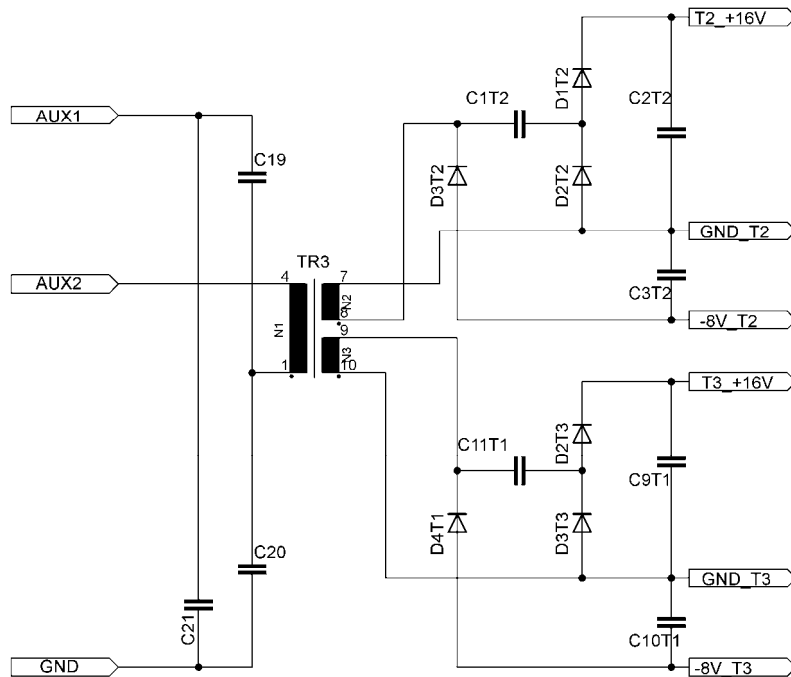 T2_+16V
D1T2
C1T2
C2T2
AUX1
C19
D3T2
D2T2
GND_T2
TR3
AUX2
4
7
C3T2
N2
8
N1
-8V_T2
9
N3
1
10
T3_+16V
D2T3
C11T1
C9T1
D4T1
D3T3
C20
GND_T3
C21
C10T1
GND
-8V_T3